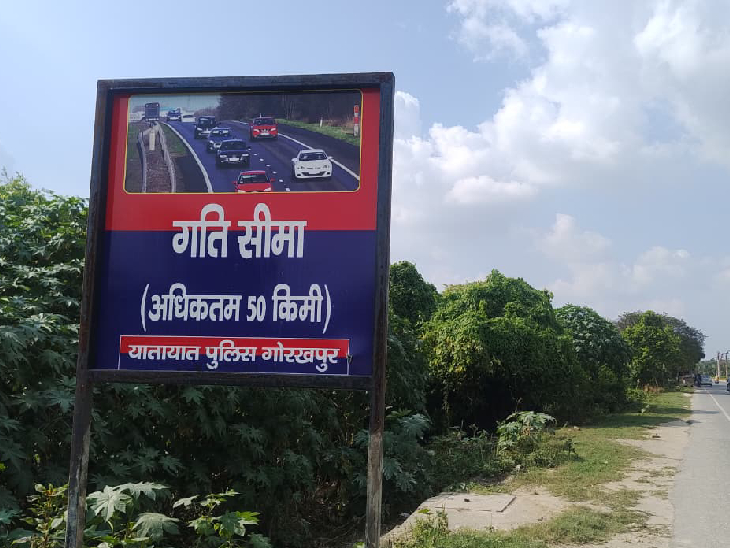 गति सीमा
(अधिकतम 50 किमी)
यातायात पुलिस गोरखपुर